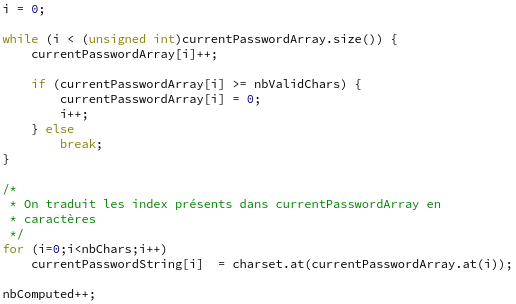 i = 0;
while (i < (unsigned int)currentPasswordArray.size()) {
currentPasswordArray[i]++;
if (currentPasswordArray[i] >= nbValidChars) {
currentPasswordArray[i] = 0;
i++;
} else
break;
}
/*
* On traduit les index présents dans currentPasswordArray en
* caractères
*/
for (i=0;i<nbChars;i++)
currentPasswordString[i]  = charset.at(currentPasswordArray.at(i));
nbComputed++;